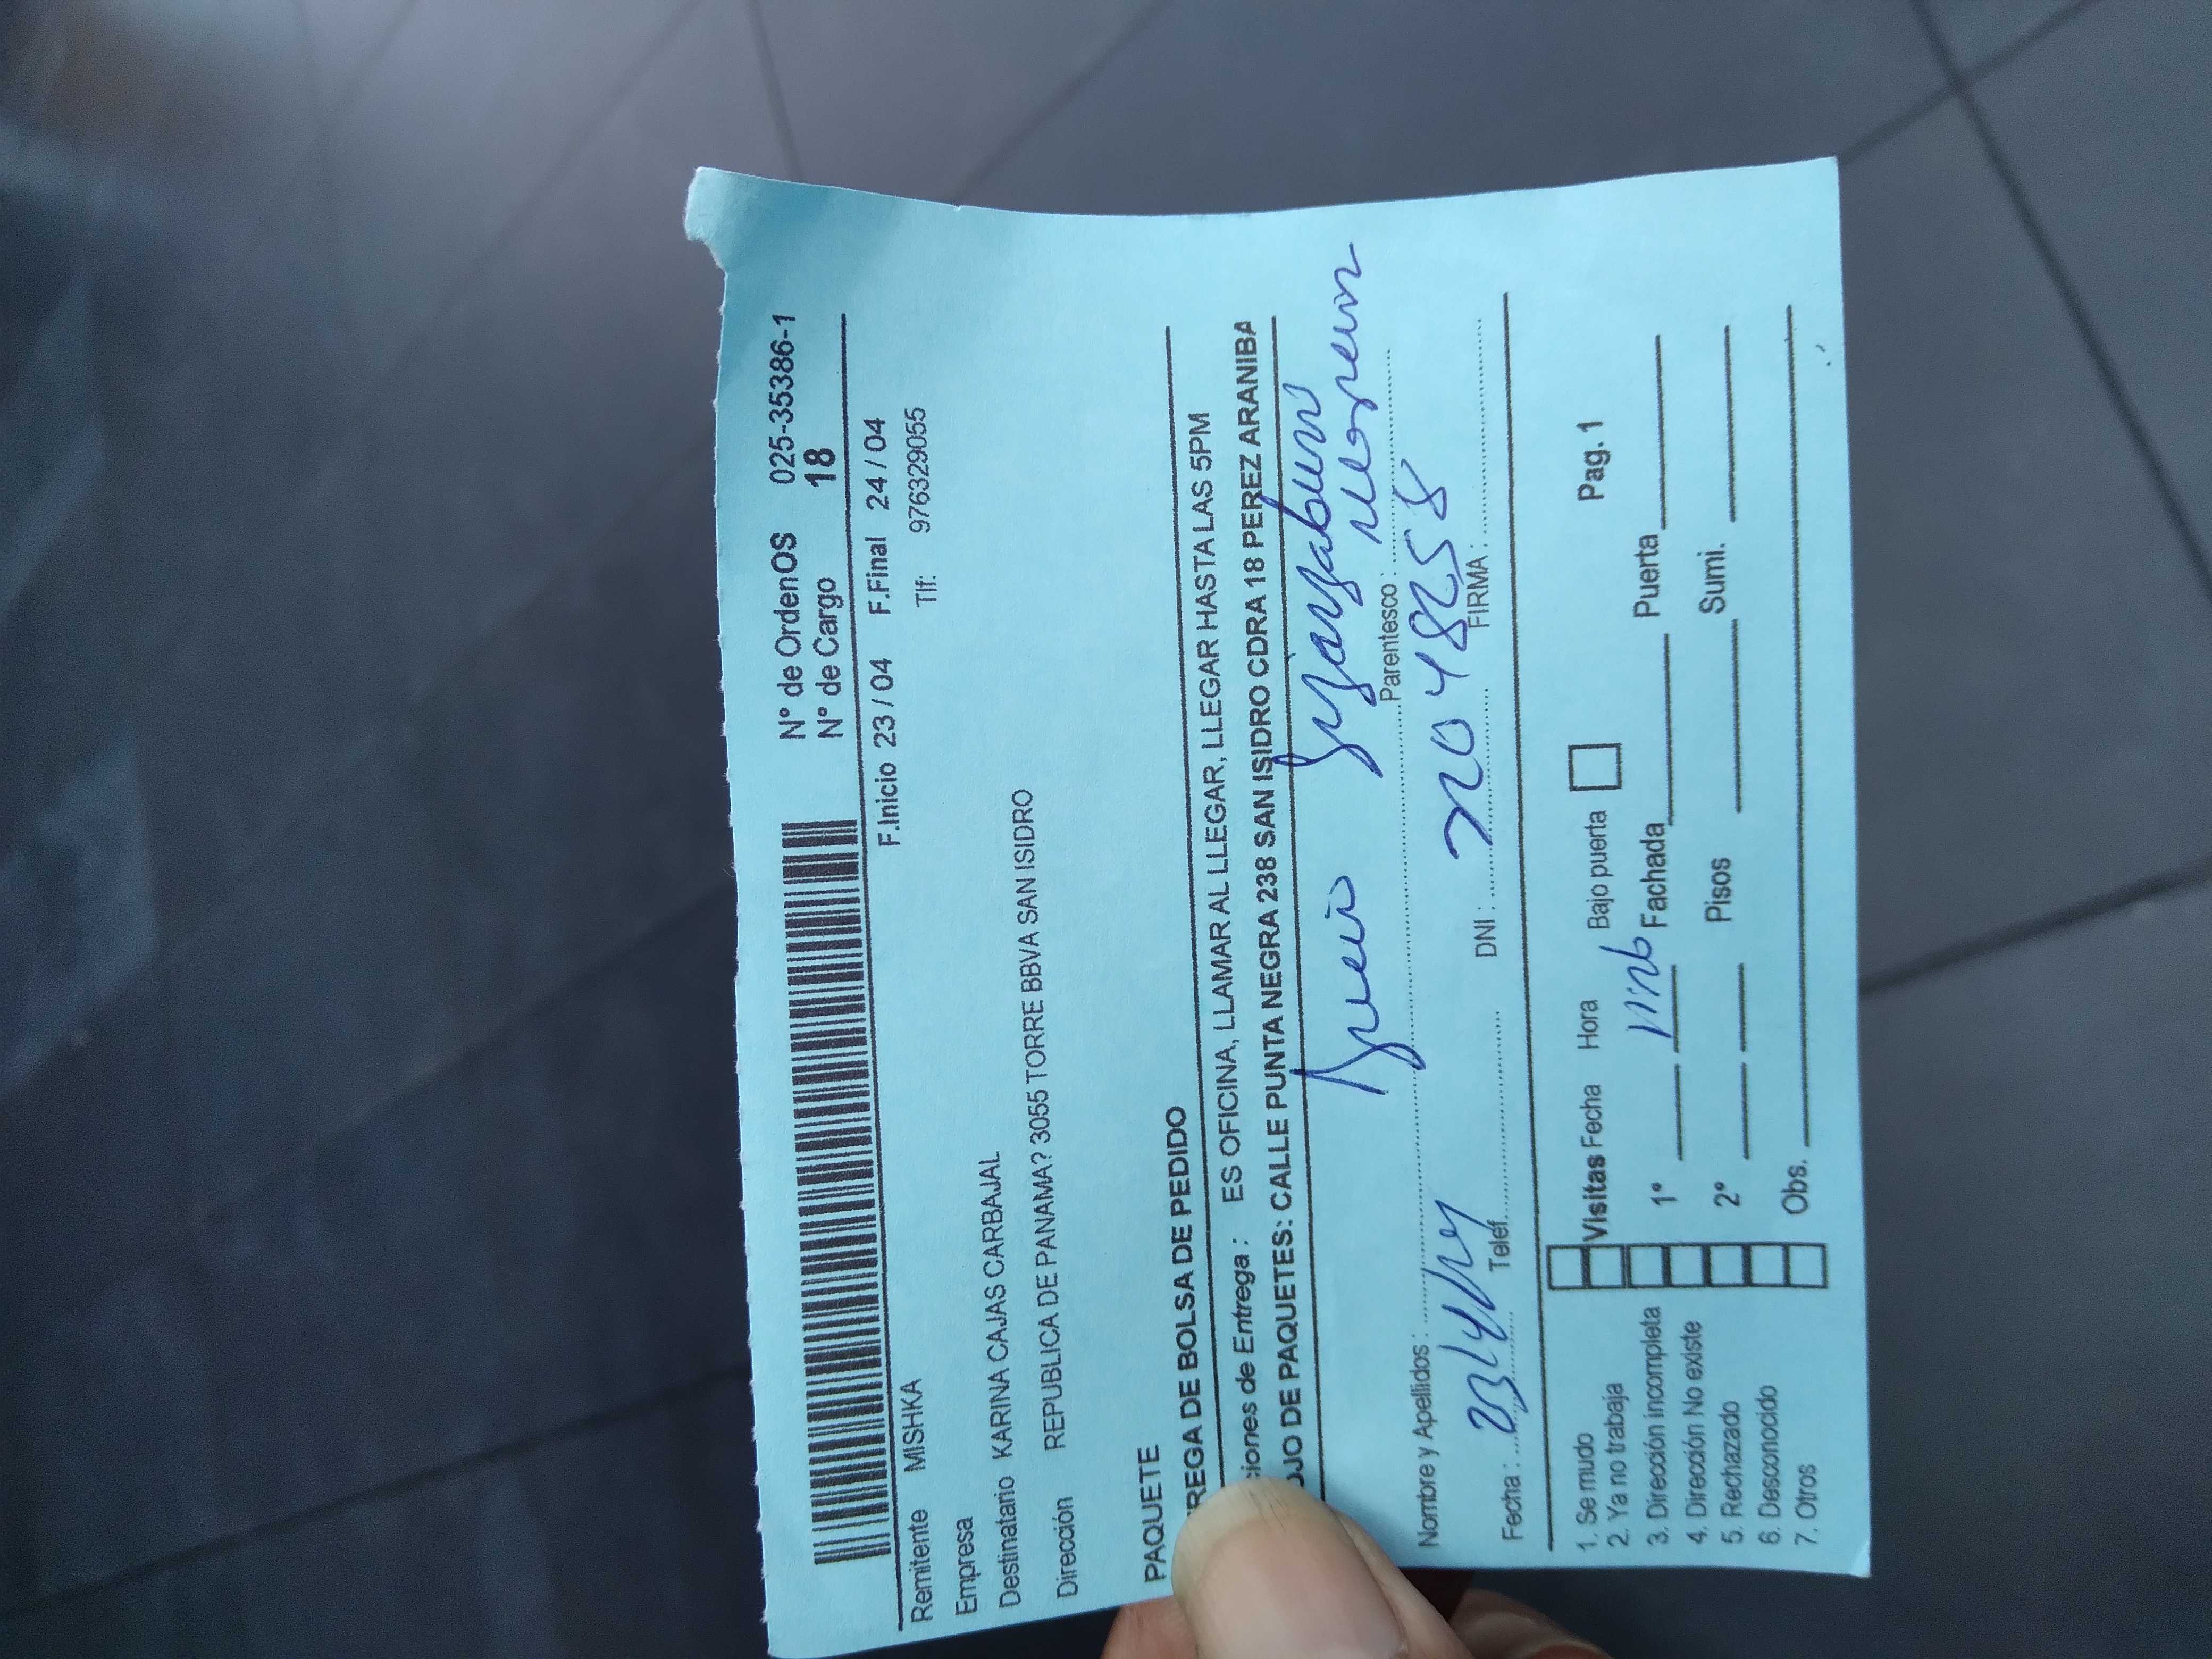 N° de OrdenOS 025-35386-1
N° de Cargo 18
F.Inicio 23 / 04 F.Final 24 / 04
Remitente MISHKA
Tlf: 976329055
Empresa
Destinatario KARINA CAJAS CARBAJAL
Dirección REPUBLICA DE PANAMA? 3055 TORRE BBVA SAN ISIDRO
PAQUETE
REGA DE BOLSA DE PEDIDO
ciones de Entrega : ES OFICINA, LLAMAR AL LLEGAR, LLEGAR HASTA LAS 5PM
OJO DE PAQUETES: CALLE PUNTA NEGRA 238 SAN ISIDRO CDRA 18 PEREZ ARANIBA
Nombre y Apellidos : Parentesco :
Fecha : 23/4/24 Telef. DNI : 72048258 FIRMA :
1. Se mudo
2. Ya no trabaja
3. Dirección incompleta
4. Dirección No existe
5. Rechazado
6. Desconocido
7. Otros
Visitas Fecha Hora Bajo puerta Pag.1
1° Fachada Puerta
2° Pisos Sumi.
Obs.